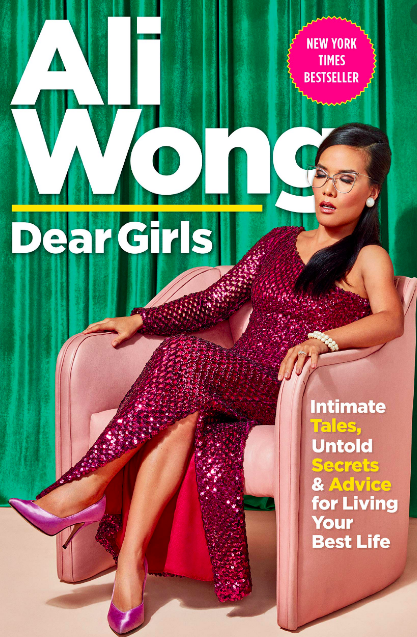 Ali
Wong
Dear Girls
NEW YORK
TIMES
BESTSELLER
Intimate
Tales,
Untold
Secrets
& Advice
for Living
Your
Best Life